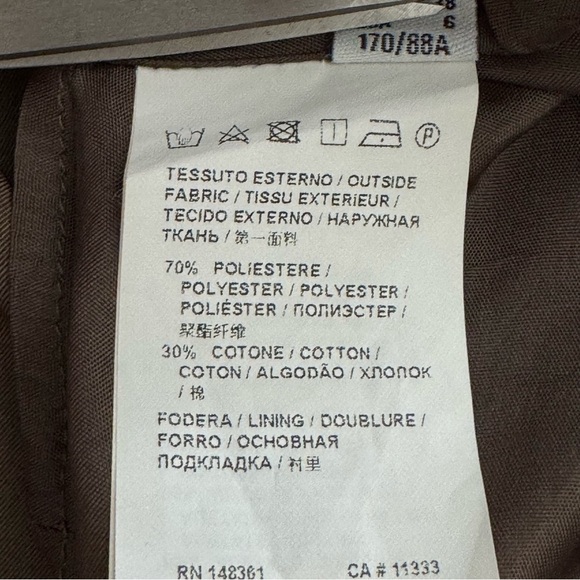 6
170/88A
P
TESSUTO ESTERNO / OUTSIDE
FABRIC / TISSU EXTERIEUR /
TECIDO EXTERNO / НАРУЖНАЯ
ТКАНЬ / 第一面料
70% POLIESTERE /
POLYESTER / POLYESTER /
POLIÉSTER / ПОЛИЭСТЕР /
聚酯纤维
30% COTONE / COTTON /
COTON / ALGODÃO / ХЛОПОК
/ 棉
FODERA / LINING / DOUBLURE /
FORRO / ОСНОВНАЯ
ПОДКЛАДКА / 衬里
RN 148361 CA # 11333